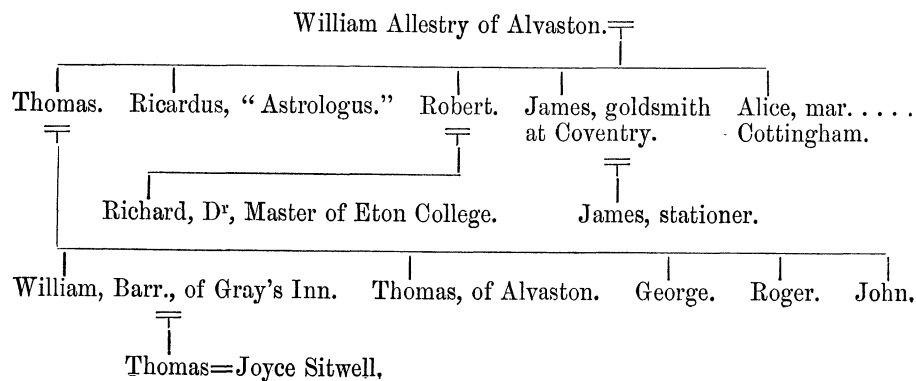 William Allestry of Alvaston.
Thomas. Ricardus, "Astrologus." Robert. James, goldsmith at Coventry. Alice, mar. . . . . Cottingham.
Richard, Dr, Master of Eton College. James, stationer.
William, Barr., of Gray's Inn. Thomas, of Alvaston. George. Roger. John.
Thomas=Joyce Sitwell.